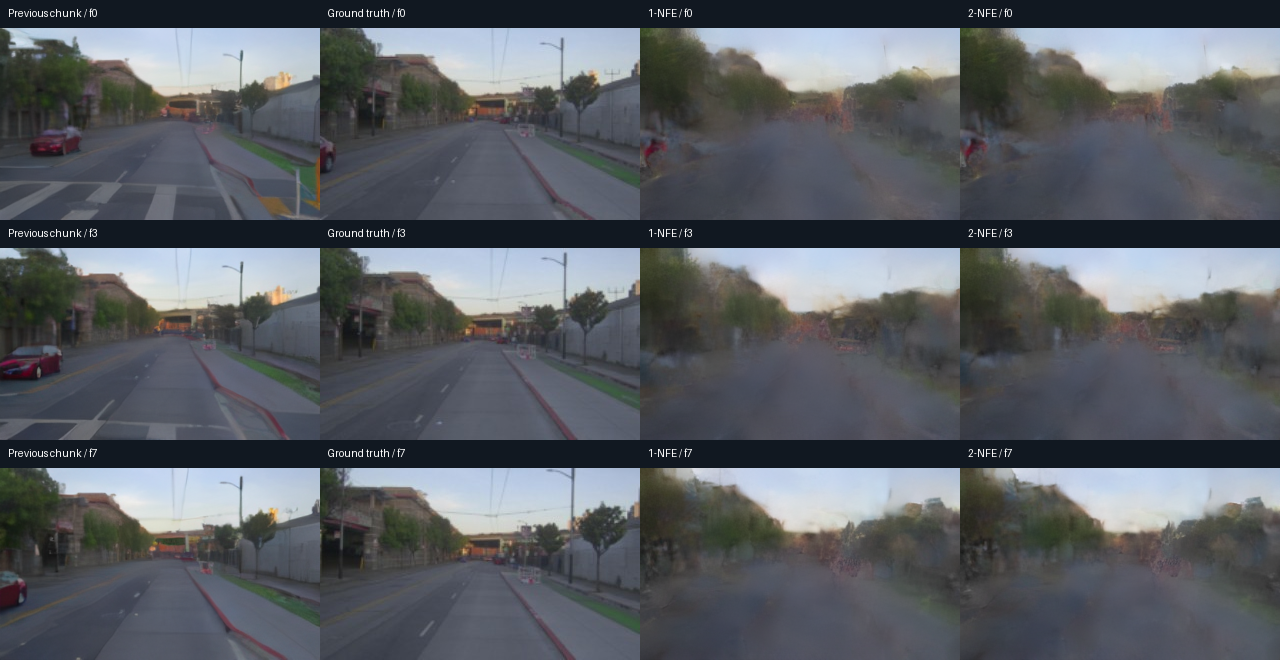 Previous chunk / f0
Ground truth / f0
1-NFE / f0
2-NFE / f0
Previous chunk / f3
Ground truth / f3
1-NFE / f3
2-NFE / f3
Previous chunk / f7
Ground truth / f7
1-NFE / f7
2-NFE / f7